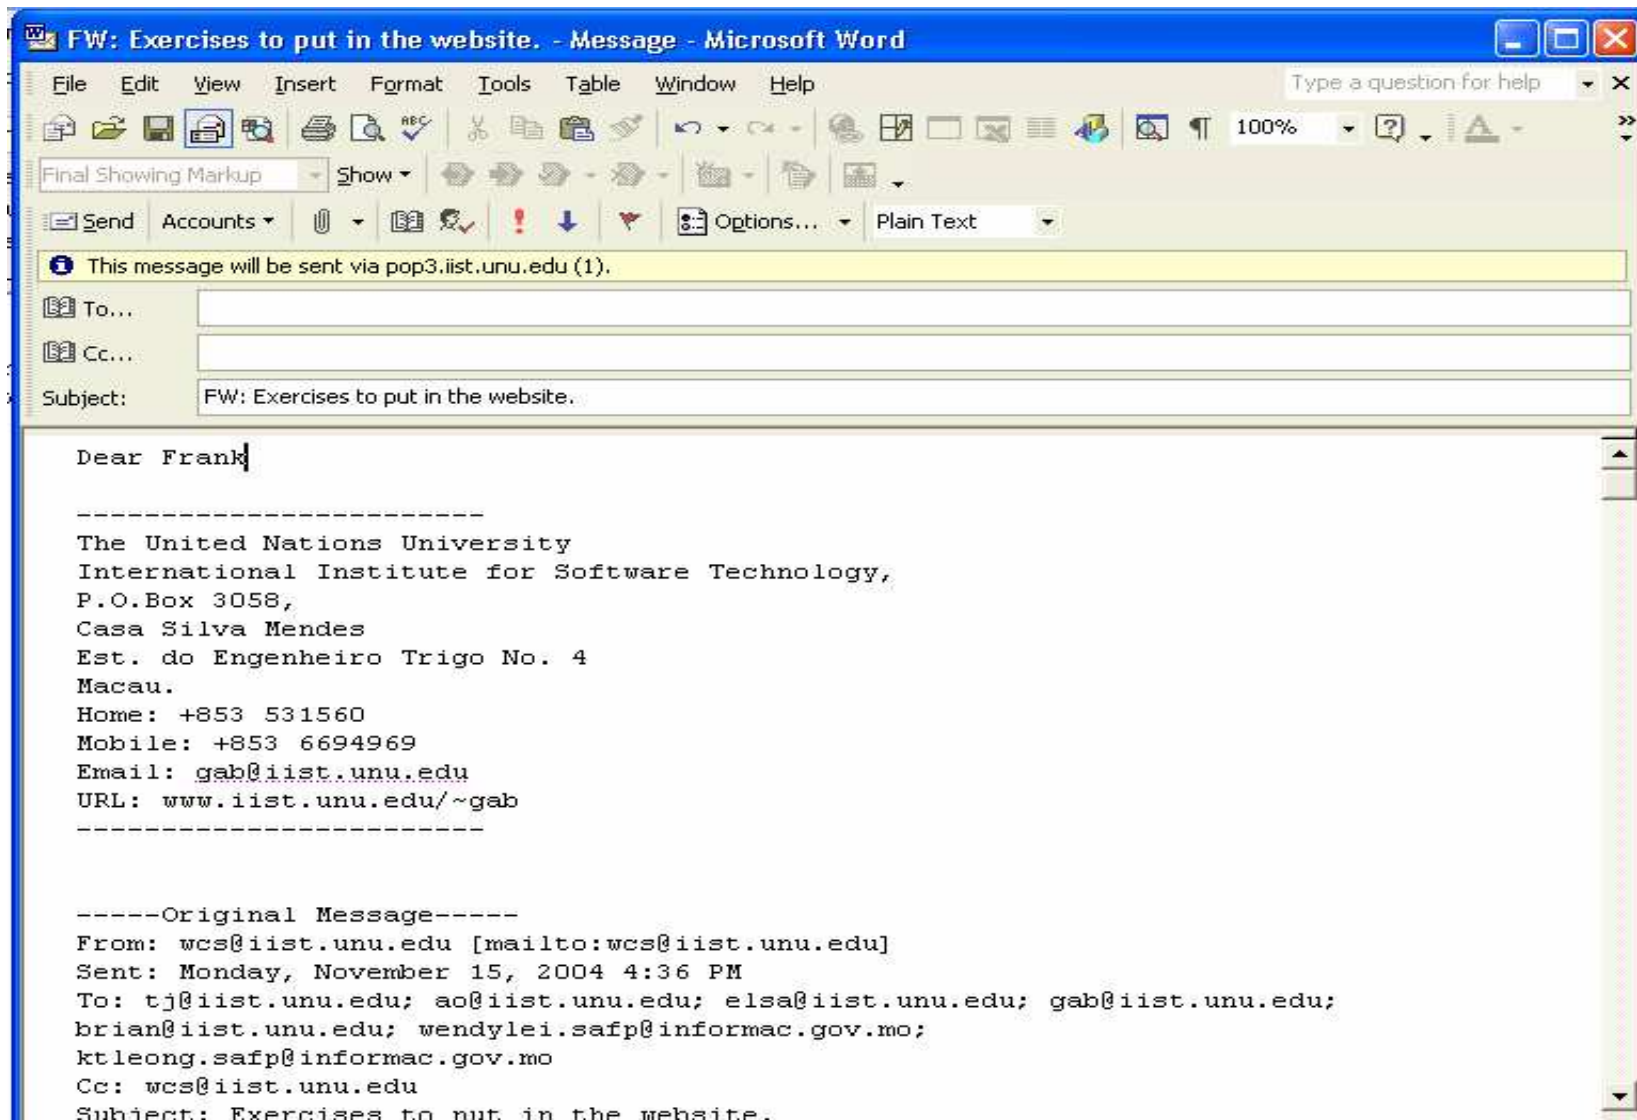 FW: Exercises to put in the website. - Message - Microsoft Word
File Edit View Insert Format Tools Table Window Help Type a question for help
ABC 100%
Final Showing Markup Show
Send Accounts Options... Plain Text
This message will be sent via pop3.iist.unu.edu (1).
To...
Cc...
Subject: FW: Exercises to put in the website.
Dear Frank
------------------------
The United Nations University
International Institute for Software Technology,
P.O.Box 3058,
Casa Silva Mendes
Est. do Engenheiro Trigo No. 4
Macau.
Home: +853 531560
Mobile: +853 6694969
Email: gab@iist.unu.edu
URL: www.iist.unu.edu/~gab
------------------------
-----Original Message-----
From: wcs@iist.unu.edu [mailto:wcs@iist.unu.edu]
Sent: Monday, November 15, 2004 4:36 PM
To: tj@iist.unu.edu; ao@iist.unu.edu; elsa@iist.unu.edu; gab@iist.unu.edu;
brian@iist.unu.edu; wendylei.safp@informac.gov.mo;
ktleong.safp@informac.gov.mo
Cc: wcs@iist.unu.edu
Subject: Exercises to put in the website.